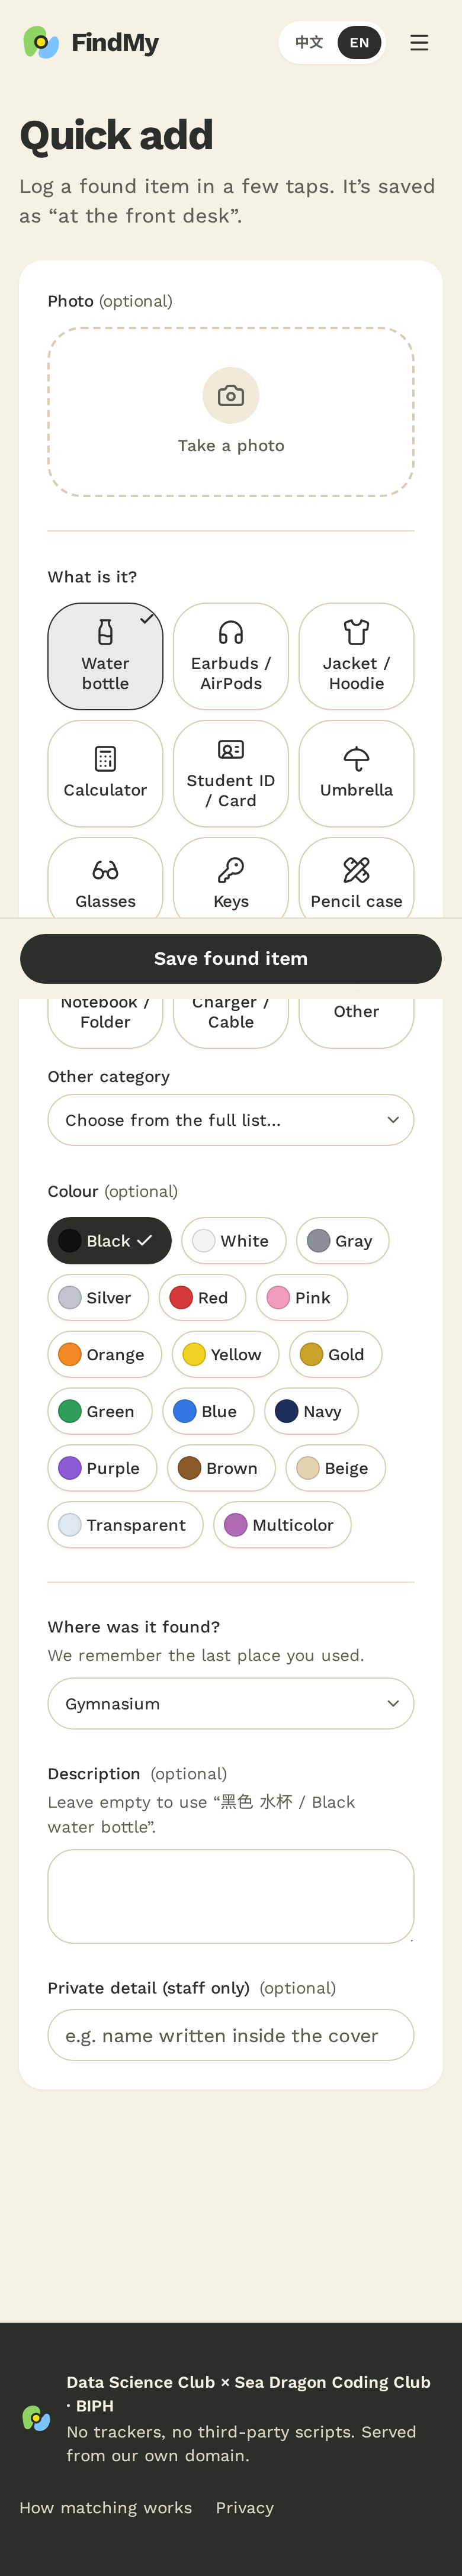 FindMy
中文
EN
Quick add
Log a found item in a few taps. It’s saved
as “at the front desk”.
Photo (optional)
Take a photo
What is it?
Water
bottle
Earbuds /
AirPods
Jacket /
Hoodie
Calculator
Student ID
/ Card
Umbrella
Glasses
Keys
Pencil case
Save found item
Notebook /
Folder
Charger /
Cable
Other
Other category
Choose from the full list…
Colour (optional)
Black
White
Gray
Silver
Red
Pink
Orange
Yellow
Gold
Green
Blue
Navy
Purple
Brown
Beige
Transparent
Multicolor
Where was it found?
We remember the last place you used.
Gymnasium
Description (optional)
Leave empty to use “黑色 水杯 / Black
water bottle”.
Private detail (staff only) (optional)
e.g. name written inside the cover
Data Science Club × Sea Dragon Coding Club
· BIPH
No trackers, no third-party scripts. Served
from our own domain.
How matching works
Privacy